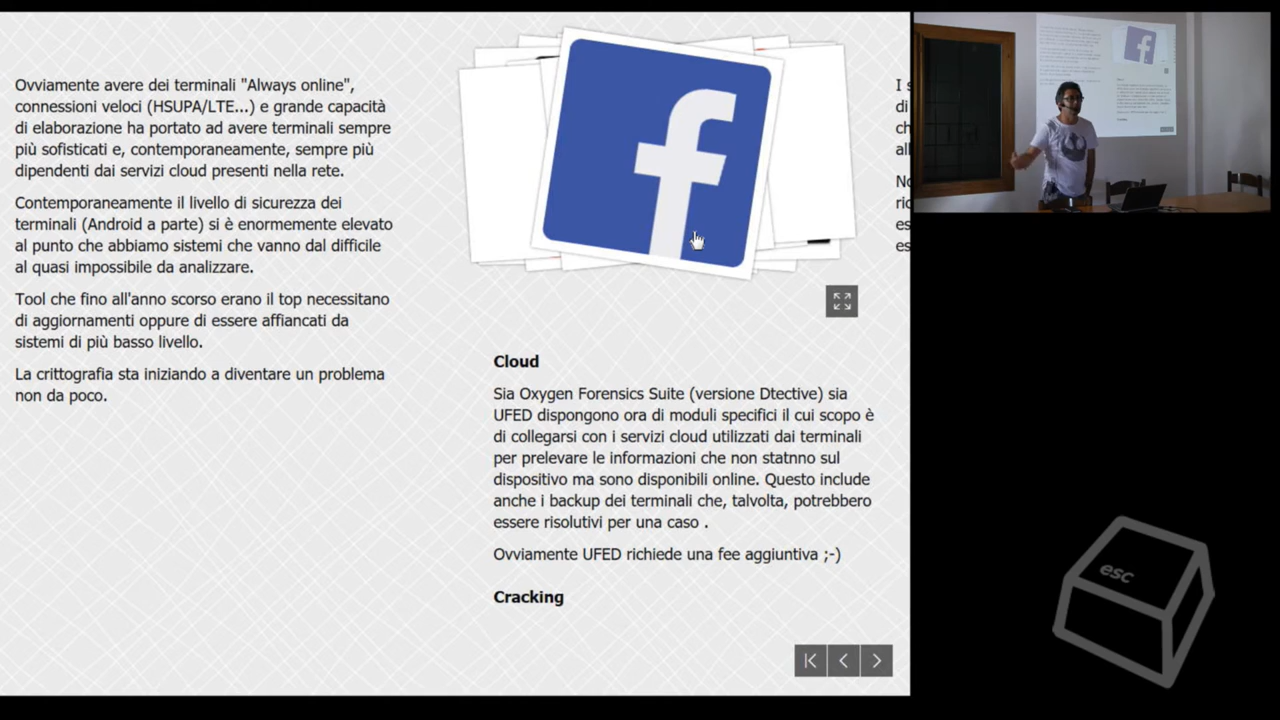 Ovviamente avere dei terminali "Always online",
connessioni veloci (HSUPA/LTE...) e grande capacità
di elaborazione ha portato ad avere terminali sempre
più sofisticati e, contemporaneamente, sempre più
dipendenti dai servizi cloud presenti nella rete.
Contemporaneamente il livello di sicurezza dei
terminali (Android a parte) si è enormemente elevato
al punto che abbiamo sistemi che vanno dal difficile
al quasi impossibile da analizzare.
Tool che fino all'anno scorso erano il top necessitano
di aggiornamenti oppure di essere affiancati da
sistemi di più basso livello.
La crittografia sta iniziando a diventare un problema
non da poco.
f
Cloud
Sia Oxygen Forensics Suite (versione Dtective) sia
UFED dispongono ora di moduli specifici il cui scopo è
di collegarsi con i servizi cloud utilizzati dai terminali
per prelevare le informazioni che non statnno sul
dispositivo ma sono disponibili online. Questo include
anche i backup dei terminali che, talvolta, potrebbero
essere risolutivi per una caso .
Ovviamente UFED richiede una fee aggiuntiva ;-)
Cracking
I s
di
ch
all
No
ric
es
es
esc